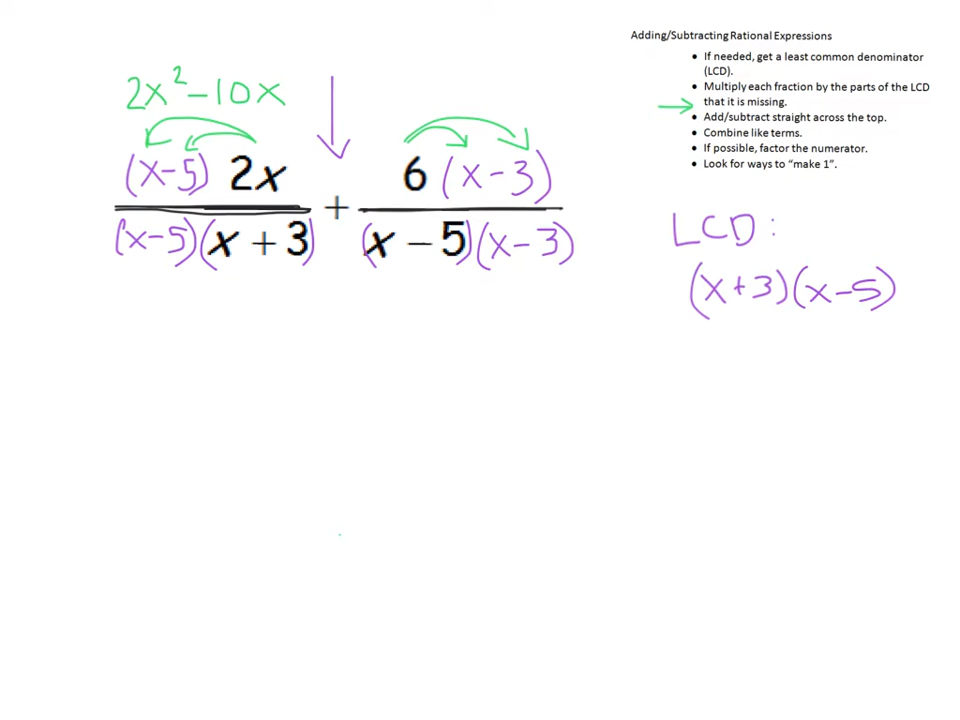 Adding/Subtracting Rational Expressions
• If needed, get a least common denominator
(LCD).
• Multiply each fraction by the parts of the LCD
that it is missing.
• Add/subtract straight across the top.
• Combine like terms.
• If possible, factor the numerator.
• Look for ways to “make 1”.
2x²-10x
(x-5) 2x + 6 (x-3)
(x-5)(x + 3) (x - 5)(x-3)
LCD:
(x+3)(x-5)